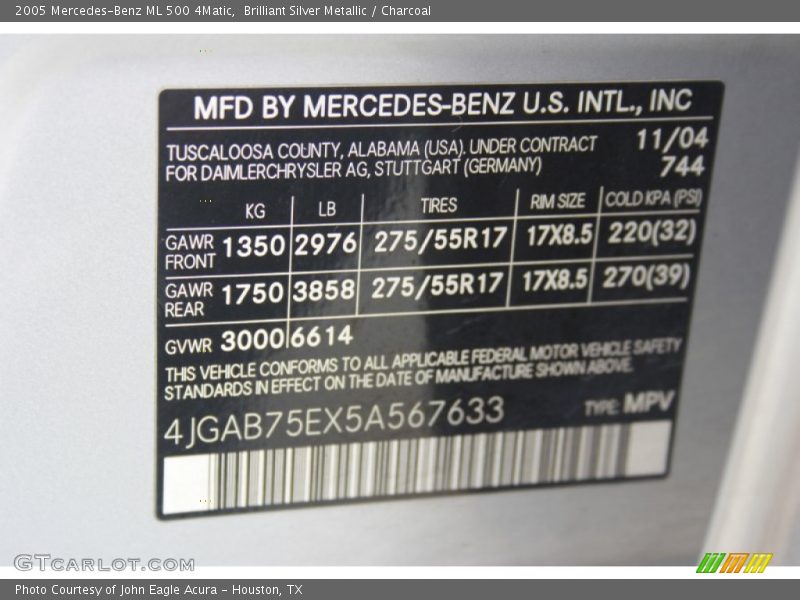 2005 Mercedes-Benz ML 500 4Matic,  Brilliant Silver Metallic / Charcoal
MFD BY MERCEDES-BENZ U.S. INTL., INC
TUSCALOOSA COUNTY, ALABAMA (USA). UNDER CONTRACT 11/04
FOR DAIMLERCHRYSLER AG, STUTTGART (GERMANY) 744
KG LB TIRES RIM SIZE COLD KPA (PSI)
GAWR FRONT 1350 2976 275/55R17 17X8.5 220(32)
GAWR REAR 1750 3858 275/55R17 17X8.5 270(39)
GVWR 3000 6614
THIS VEHICLE CONFORMS TO ALL APPLICABLE FEDERAL MOTOR VEHICLE SAFETY
STANDARDS IN EFFECT ON THE DATE OF MANUFACTURE SHOWN ABOVE.
4JGAB75EX5A567633 TYPE: MPV
GTCARLOT.COM
Photo Courtesy of John Eagle Acura - Houston, TX